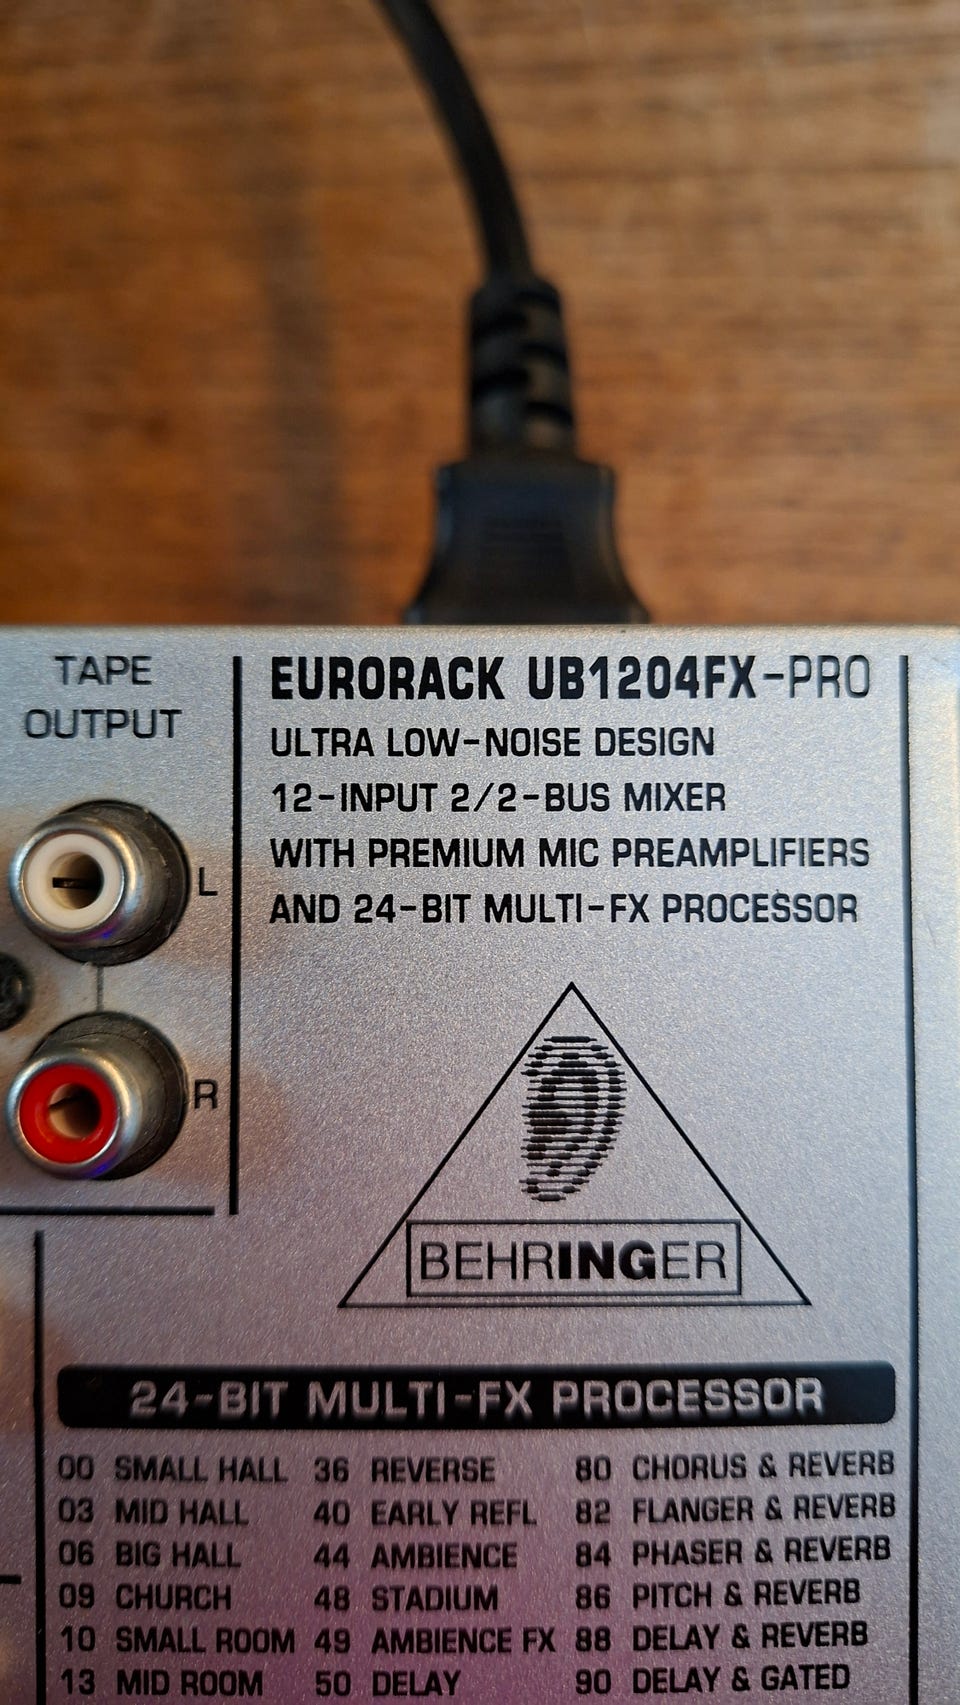 TAPE
OUTPUT
L
R
EURORACK UB1204FX-PRO
ULTRA LOW-NOISE DESIGN
12-INPUT 2/2-BUS MIXER
WITH PREMIUM MIC PREAMPLIFIERS
AND 24-BIT MULTI-FX PROCESSOR
BEHRINGER
24-BIT MULTI-FX PROCESSOR
00 SMALL HALL 36 REVERSE 80 CHORUS & REVERB
03 MID HALL 40 EARLY REFL 82 FLANGER & REVERB
06 BIG HALL 44 AMBIENCE 84 PHASER & REVERB
09 CHURCH 48 STADIUM 86 PITCH & REVERB
10 SMALL ROOM 49 AMBIENCE FX 88 DELAY & REVERB
13 MID ROOM 50 DELAY 90 DELAY & GATED